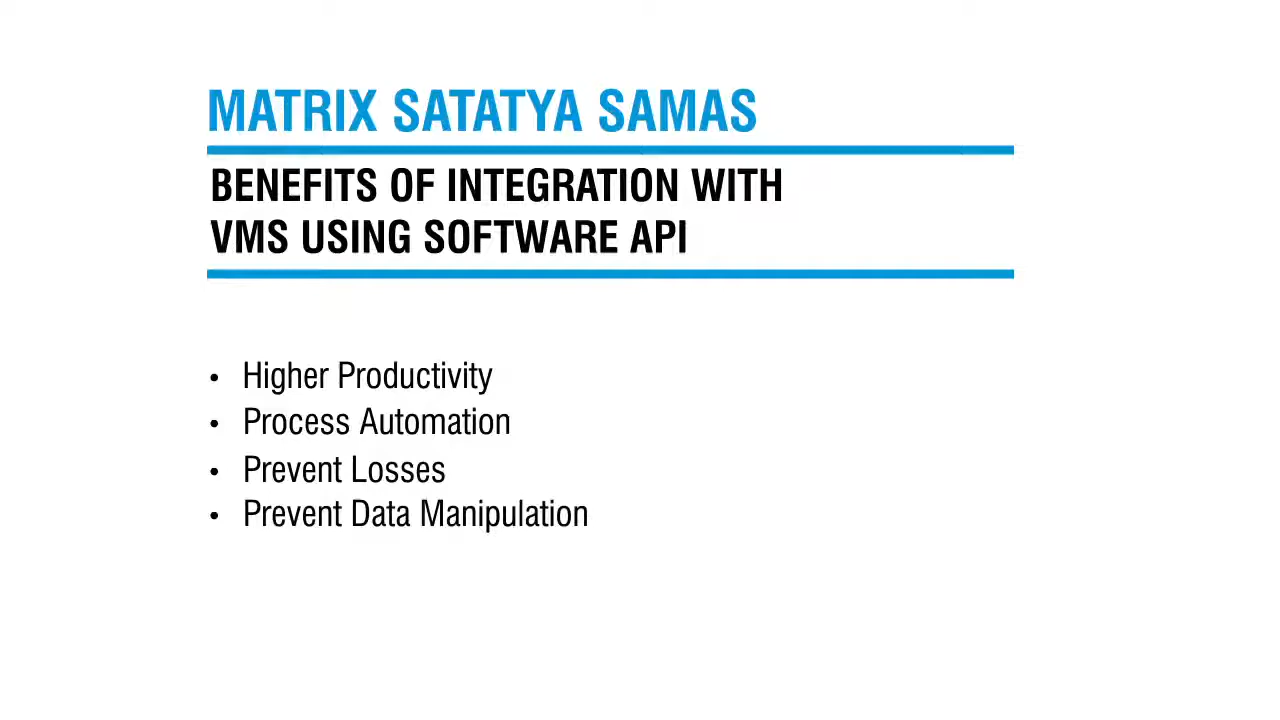 MATRIX SATATYA SAMAS
BENEFITS OF INTEGRATION WITH
VMS USING SOFTWARE API
• Higher Productivity
• Process Automation
• Prevent Losses
• Prevent Data Manipulation